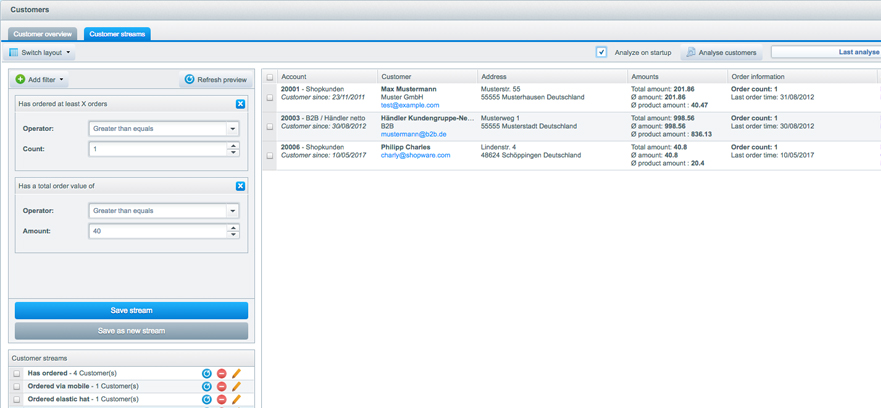 Customers
Customer overview
Customer streams
Switch layout
Analyze on startup
Analyse customers
Last analyse
Add filter
Refresh preview
Has ordered at least X orders
Operator: Greater than equals
Count: 1
Has a total order value of
Operator: Greater than equals
Amount: 40
Save stream
Save as new stream
Customer streams
Has ordered - 4 Customer(s)
Ordered via mobile - 1 Customer(s)
Ordered elastic hat - 1 Customer(s)
Account Customer Address Amounts Order information
20001 - Shopkunden Max Mustermann Musterstr. 55 Total amount: 201.86 Order count: 1
Customer since: 23/11/2011 Muster GmbH 55555 Musterhausen Deutschland Ø amount: 201.86 Last order time: 31/08/2012
test@example.com Ø product amount : 40.47
20003 - B2B / Händler netto Händler Kundengruppe-Ne... Musterweg 1 Total amount: 998.56 Order count: 1
Customer since: 30/08/2012 B2B 55555 Musterstadt Deutschland Ø amount: 998.56 Last order time: 30/08/2012
mustermann@b2b.de Ø product amount : 836.13
20006 - Shopkunden Philipp Charles Lindenstr. 4 Total amount: 40.8 Order count: 1
Customer since: 10/05/2017 charly@shopware.com 48624 Schöppingen Deutschland Ø amount: 40.8 Last order time: 10/05/2017
Ø product amount : 20.4